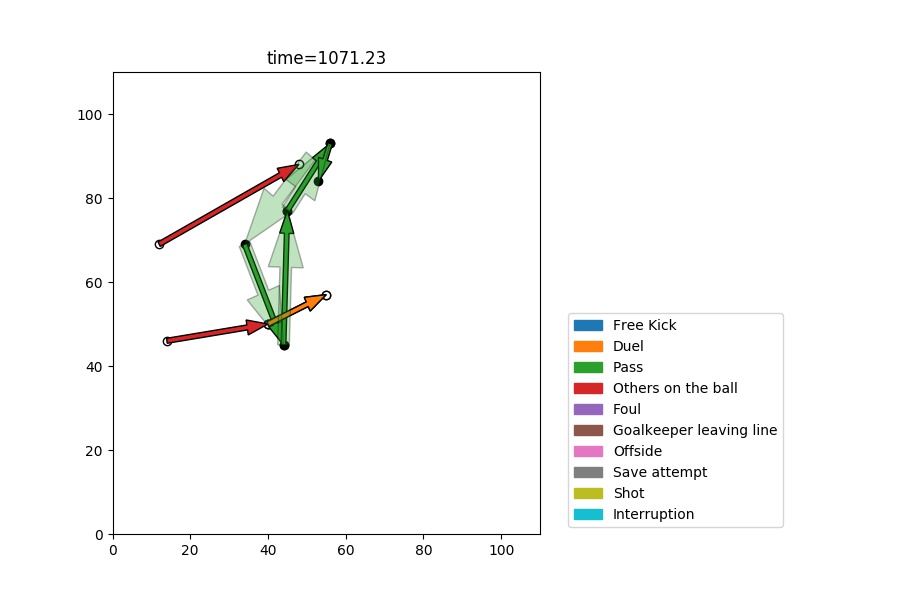 time=1071.23
100
80
60
40
20
0
0 20 40 60 80 100
Free Kick
Duel
Pass
Others on the ball
Foul
Goalkeeper leaving line
Offside
Save attempt
Shot
Interruption